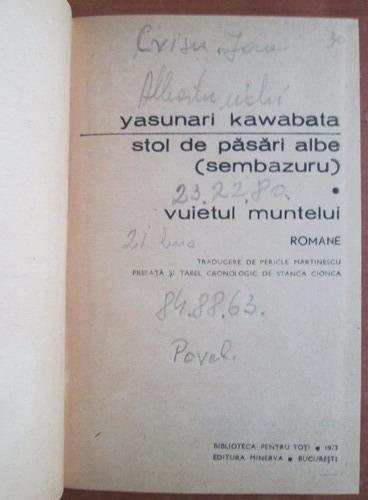 Crișu Ioan
30
yasunari kawabata
stol de păsări albe
(sembazuru)
23.22.80.
•
vuietul muntelui
21. bus
ROMANE
TRADUCERE DE PERICLE MARTINESCU
PREFAȚĂ ȘI TABEL CRONOLOGIC DE STANCA CIONCA
84.88.63.
Povel.
BIBLIOTECA PENTRU TOȚI • 1973
EDITURA MINERVA • BUCUREȘTI